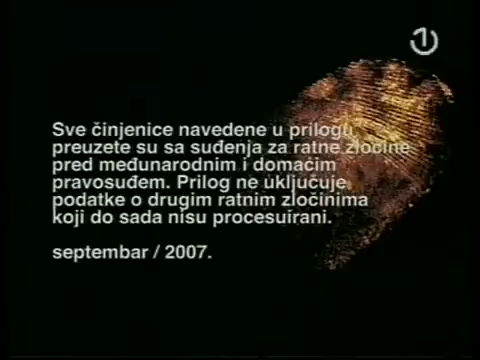 Sve činjenice navedene u prilogu
preuzete su sa suđenja za ratne zločine
pred međunarodnim i domaćim
pravosuđem. Prilog ne uključuje
podatke o drugim ratnim zločinima
koji do sada nisu procesuirani.
septembar / 2007.
1